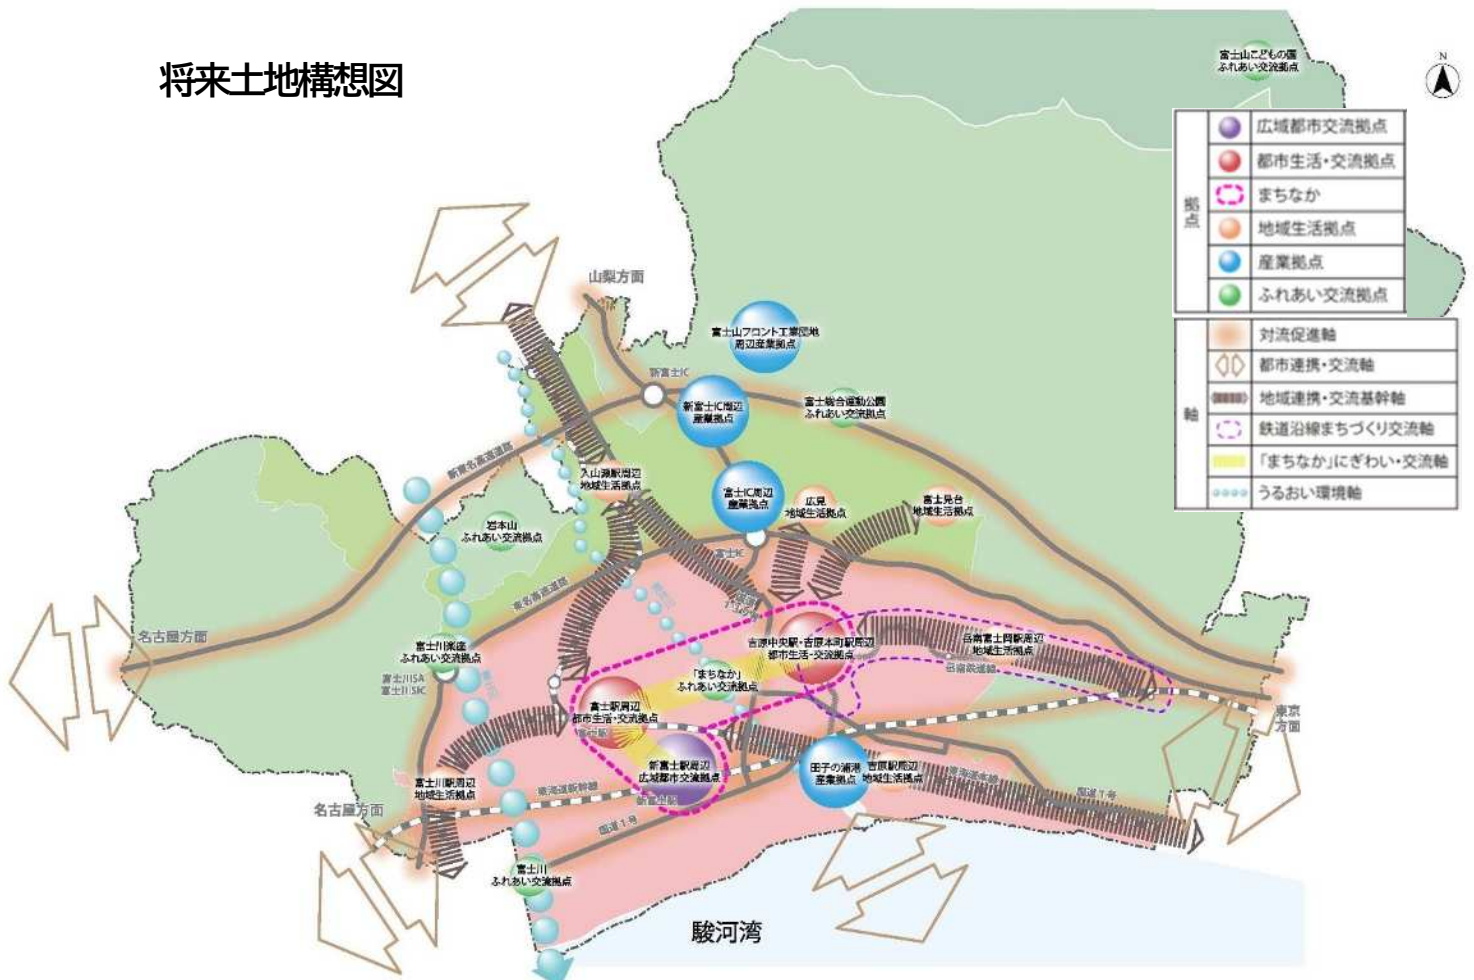 将来土地構想図
富士山こどもの国
ふれあい交流拠点
N
拠点
広域都市交流拠点
都市生活・交流拠点
まちなか
地域生活拠点
産業拠点
ふれあい交流拠点
軸
対流促進軸
都市連携・交流軸
地域連携・交流基幹軸
鉄道沿線まちづくり交流軸
「まちなか」にぎわい・交流軸
うるおい環境軸
山梨方面
富士山フロント工業団地
周辺産業拠点
新富士IC
新富士IC周辺
産業拠点
富士総合運動公園
ふれあい交流拠点
新東名高速道路
入山瀬駅周辺
地域生活拠点
富士IC周辺
産業拠点
広見
地域生活拠点
富士見台
地域生活拠点
岩本山
ふれあい交流拠点
富士IC
東名高速道路
名古屋方面
富士川楽座
ふれあい交流拠点
富士川SA
富士川SIC
吉原中央駅・吉原本町駅周辺
都市生活・交流拠点
岳南富士岡駅周辺
地域生活拠点
岳南鉄道線
「まちなか」
ふれあい交流拠点
富士駅周辺
都市生活・交流拠点
富士駅
東京
方面
新富士駅周辺
広域都市交流拠点
田子の浦港
産業拠点
吉原駅周辺
地域生活拠点
東海道本線
富士川駅周辺
地域生活拠点
東海道新幹線
新富士駅
国道1号
名古屋方面
国道1号
富士川
ふれあい交流拠点
駿河湾